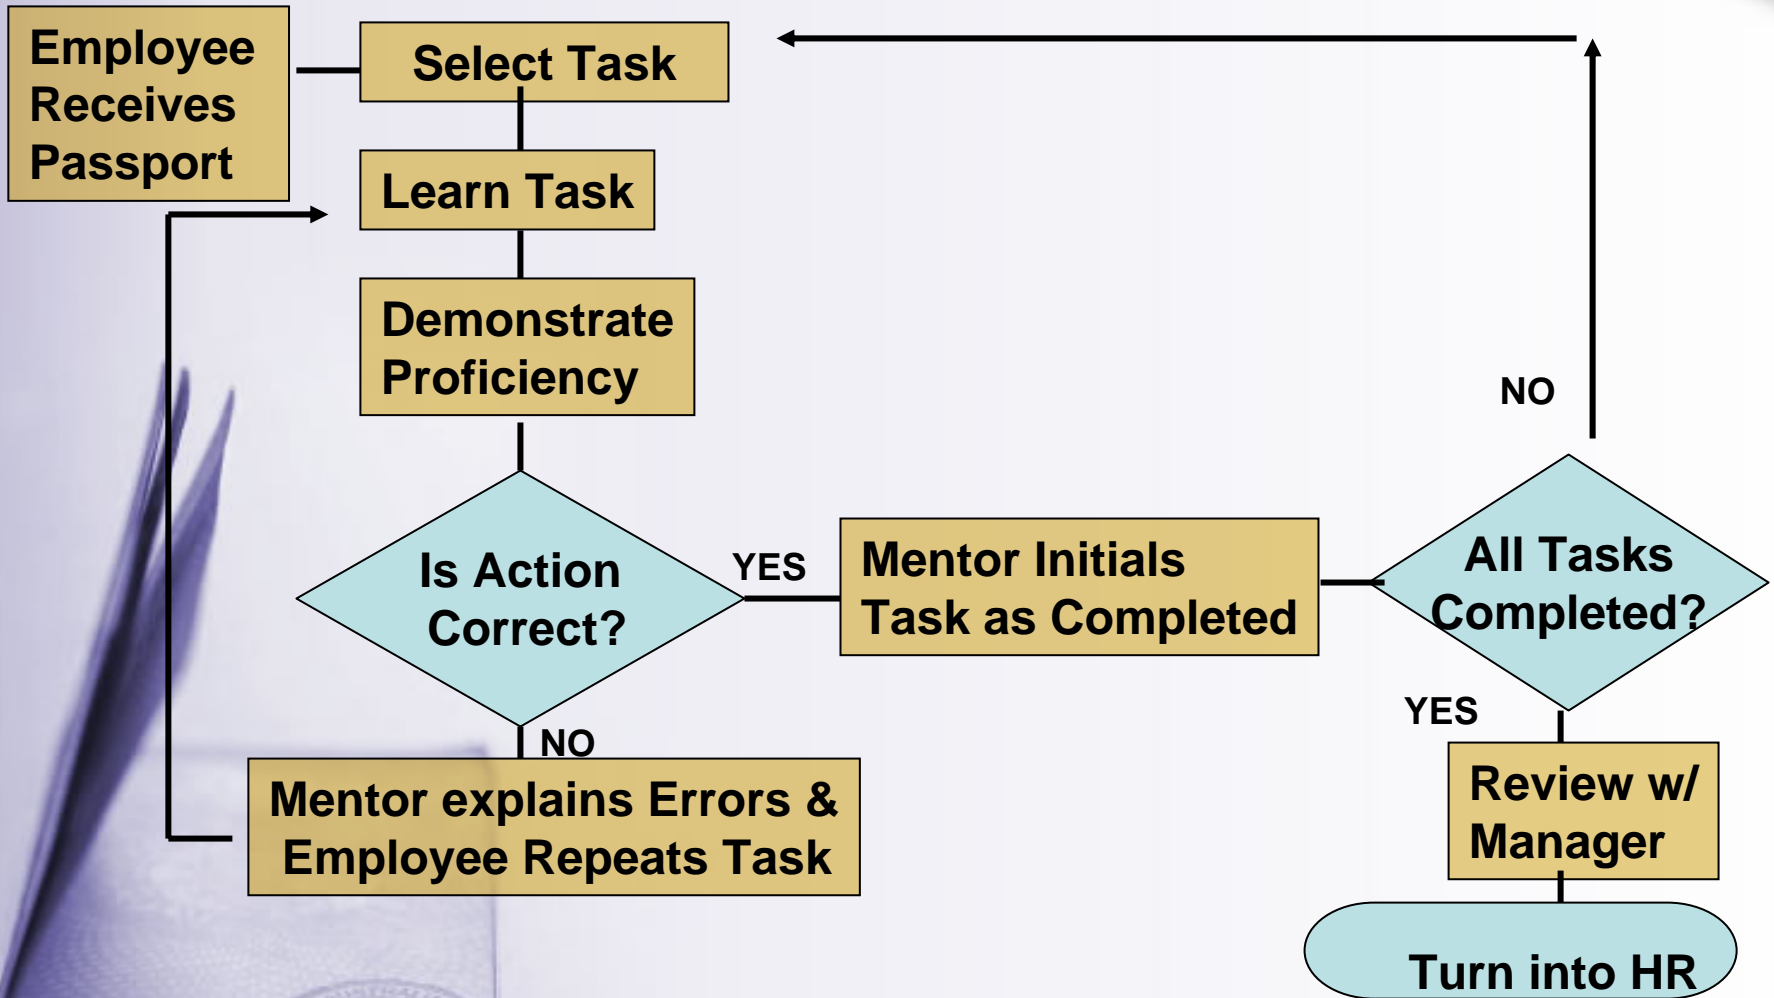 Employee
Receives
Passport
Select Task
Learn Task
Demonstrate
Proficiency
Is Action
Correct?
YES
Mentor Initials
Task as Completed
All Tasks
Completed?
NO
NO
Mentor explains Errors &
Employee Repeats Task
YES
Review w/
Manager
Turn into HR